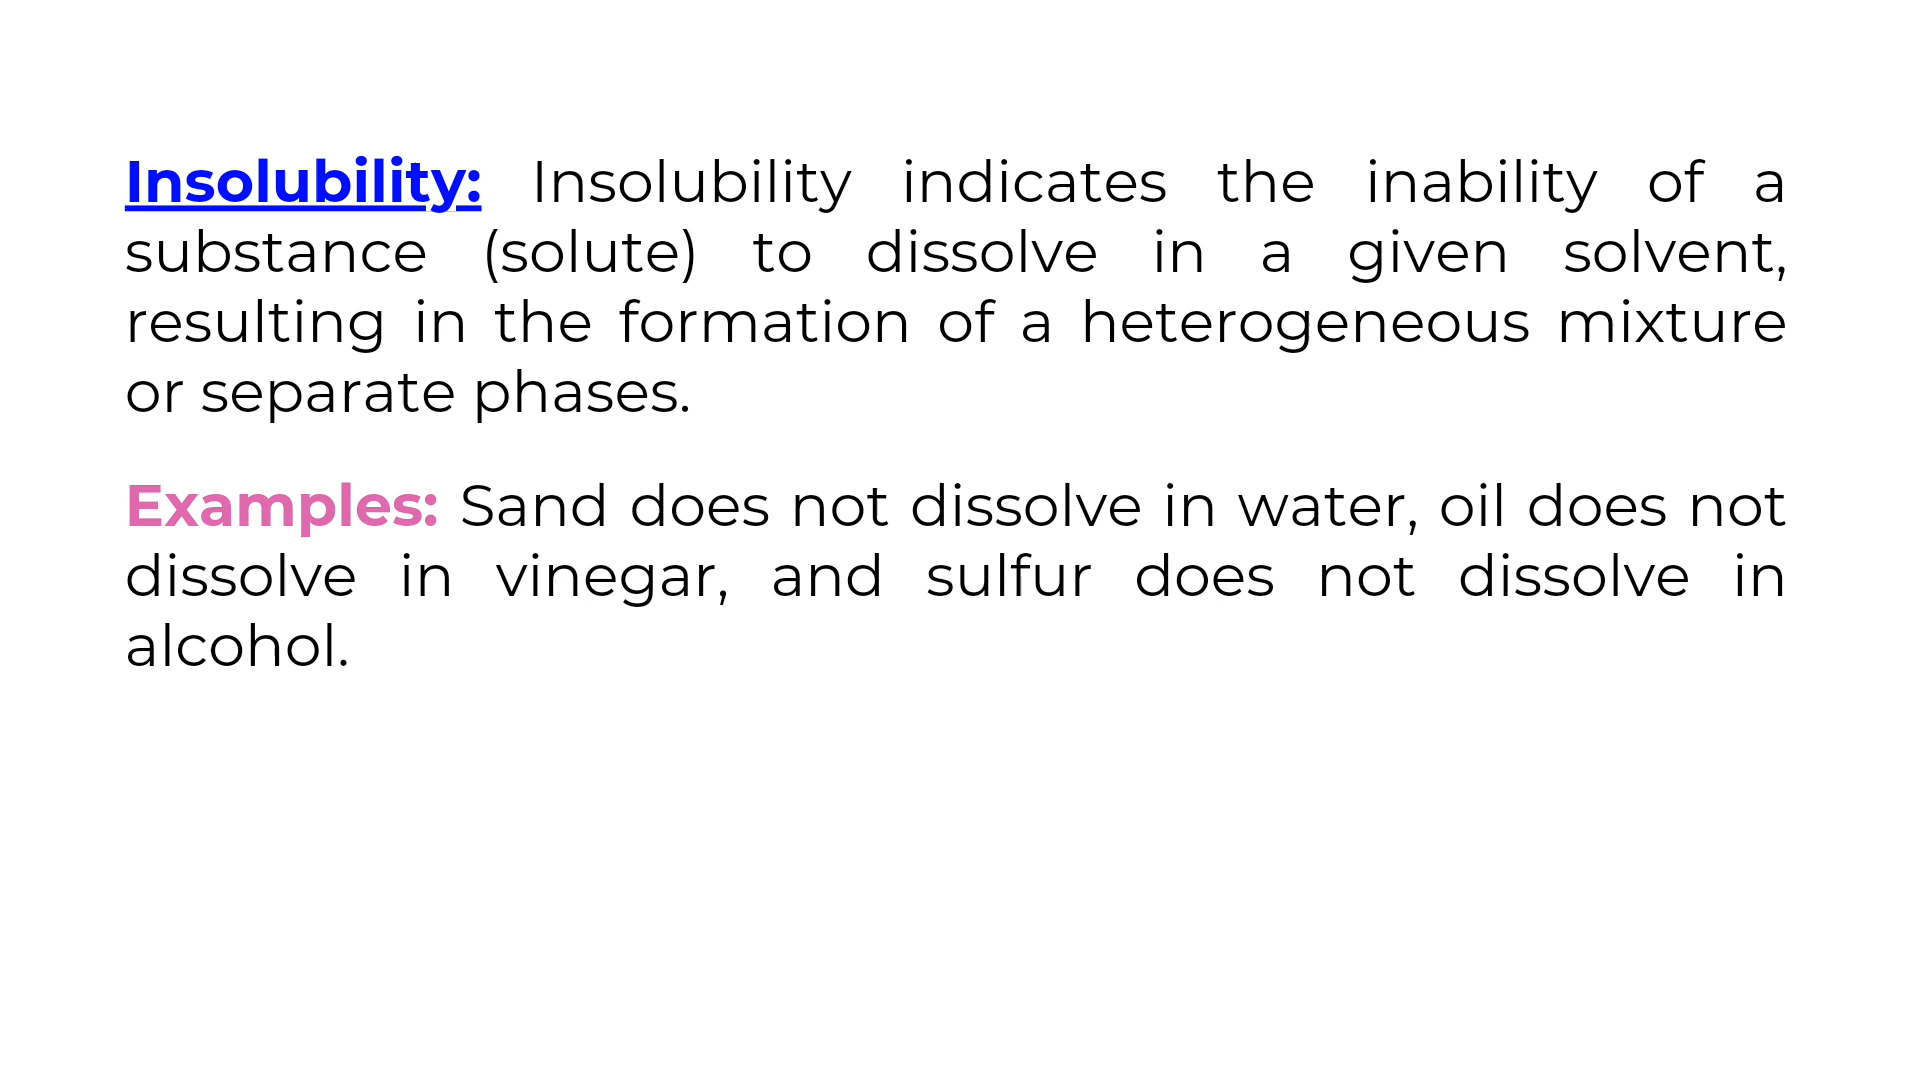 Insolubility: Insolubility indicates the inability of a
substance (solute) to dissolve in a given solvent,
resulting in the formation of a heterogeneous mixture
or separate phases.
Examples: Sand does not dissolve in water, oil does not
dissolve in vinegar, and sulfur does not dissolve in
alcohol.